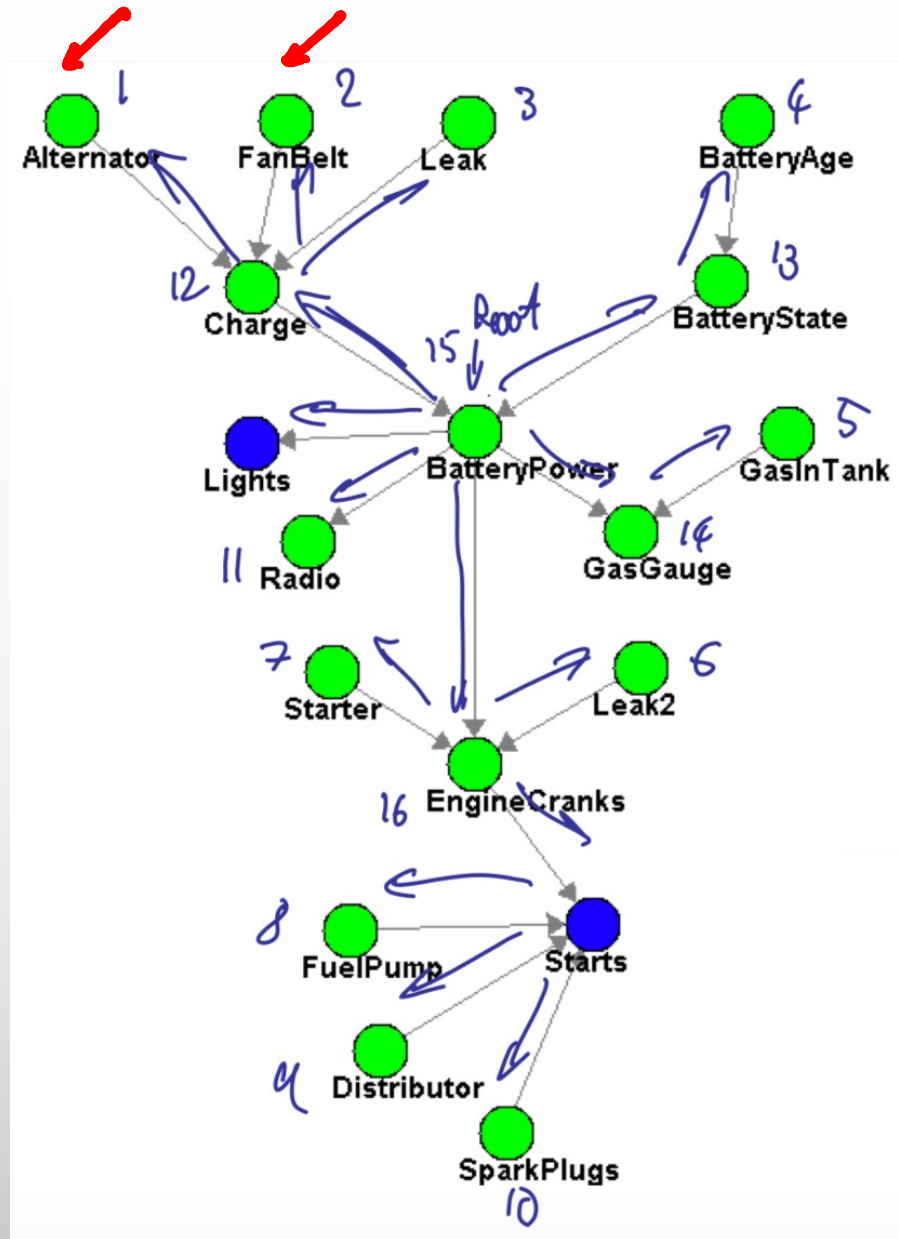 1 2 3 4
Alternator FanBelt Leak BatteryAge
12 13
Charge BatteryState
15 Root
5
Lights BatteryPower GasInTank
11 Radio 14 GasGauge
7 6
Starter Leak2
16 EngineCranks
8
FuelPump Starts
9 Distributor
SparkPlugs
10